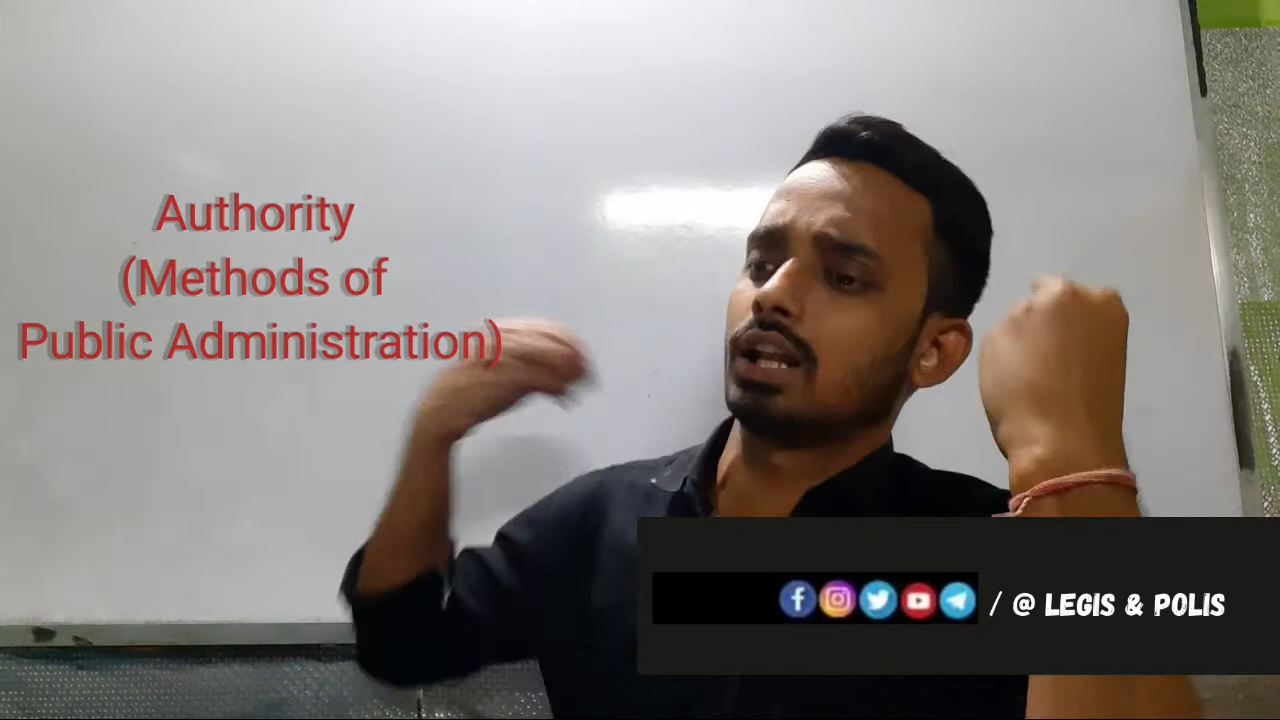 Authority
(Methods of
Public Administration)
/ @ LEGIS & POLIS